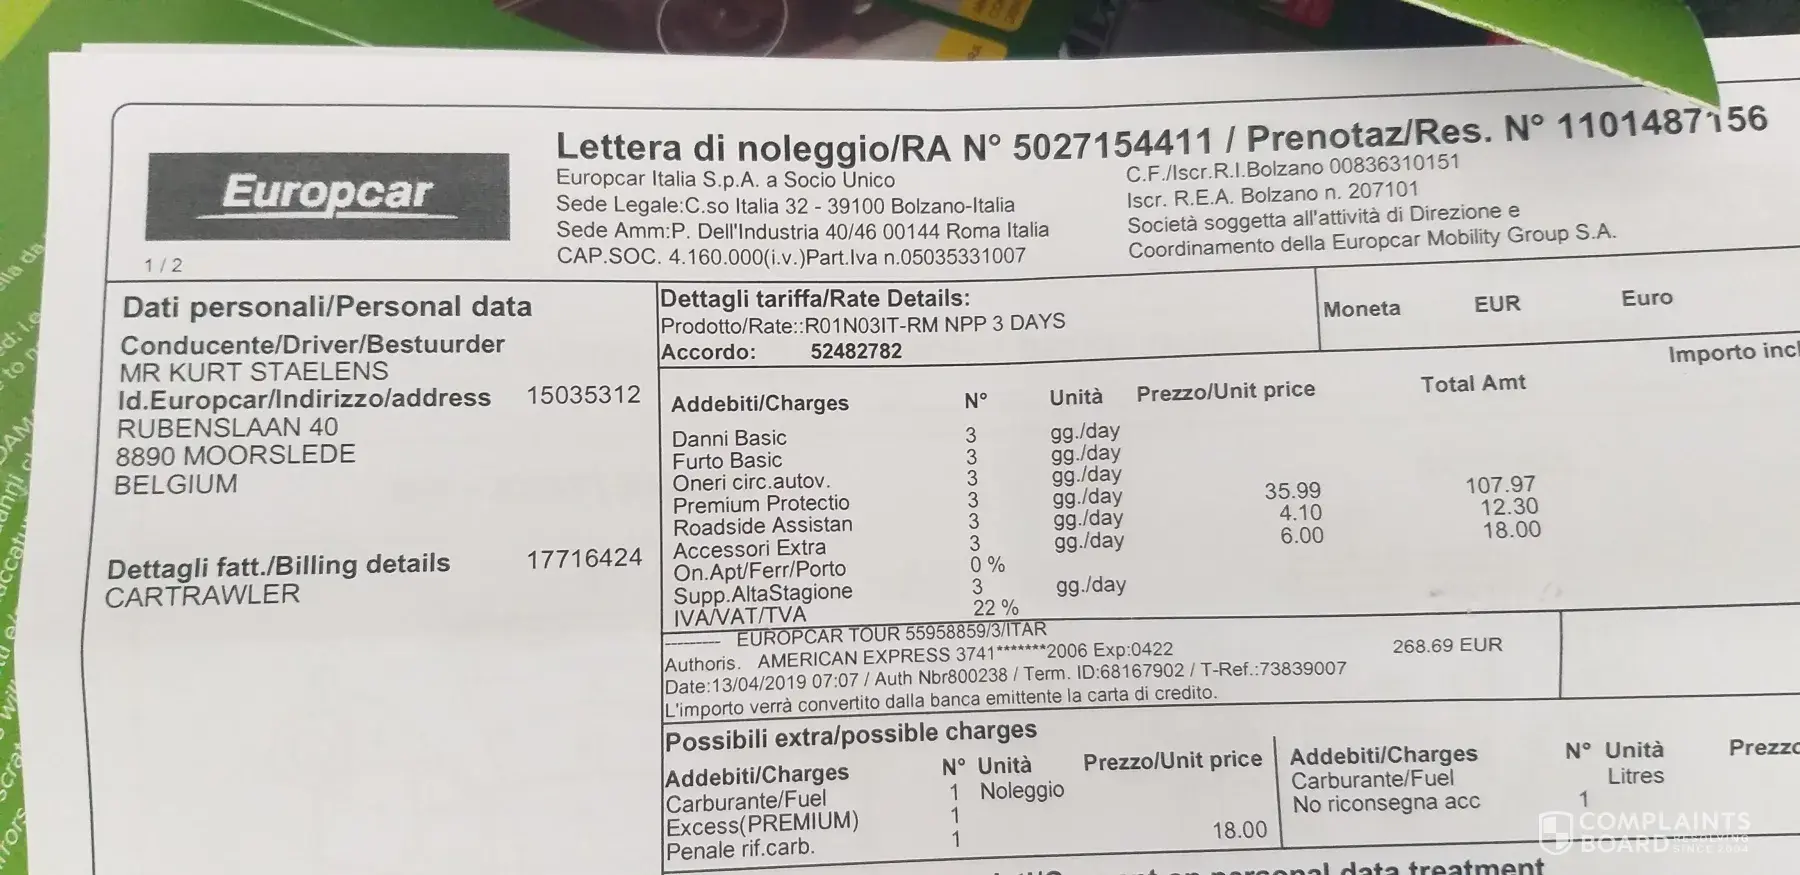 Europcar
1 / 2
Lettera di noleggio/RA N° 5027154411 / Prenotaz/Res. N° 1101487156
Europcar Italia S.p.A. a Socio Unico
Sede Legale:C.so Italia 32 - 39100 Bolzano-Italia
Sede Amm:P. Dell'Industria 40/46 00144 Roma Italia
CAP.SOC. 4.160.000(i.v.)Part.Iva n.05035331007
C.F./Iscr.R.I.Bolzano 00836310151
Iscr. R.E.A. Bolzano n. 207101
Società soggetta all'attività di Direzione e
Coordinamento della Europcar Mobility Group S.A.
Dati personali/Personal data
Conducente/Driver/Bestuurder
MR KURT STAELENS
Id.Europcar/Indirizzo/address 15035312
RUBENSLAAN 40
8890 MOORSLEDE
BELGIUM
Dettagli fatt./Billing details 17716424
CARTRAWLER
Dettagli tariffa/Rate Details:
Prodotto/Rate::R01N03IT-RM NPP 3 DAYS
Accordo: 52482782
Moneta EUR Euro
Importo incl
Addebiti/Charges N° Unità Prezzo/Unit price Total Amt
Danni Basic 3 gg./day
Furto Basic 3 gg./day
Oneri circ.autov. 3 gg./day
Premium Protectio 3 gg./day 35.99 107.97
Roadside Assistan 3 gg./day 4.10 12.30
Accessori Extra 3 gg./day 6.00 18.00
On.Apt/Ferr/Porto 0 %
Supp.AltaStagione 3 gg./day
IVA/VAT/TVA 22 %
---------- EUROPCAR TOUR 55958859/3/ITAR
Authoris. AMERICAN EXPRESS 3741*******2006 Exp:0422 268.69 EUR
Date:13/04/2019 07:07 / Auth Nbr800238 / Term. ID:68167902 / T-Ref.:73839007
L'importo verrà convertito dalla banca emittente la carta di credito.
Possibili extra/possible charges
Addebiti/Charges N° Unità Prezzo/Unit price
Carburante/Fuel 1 Noleggio
Excess(PREMIUM) 1
Penale rif.carb. 1 18.00
Addebiti/Charges N° Unità Prezzo
Carburante/Fuel Litres
No riconsegna acc 1
personal data treatment
COMPLAINTS
BOARD RESOLVING SINCE 2004